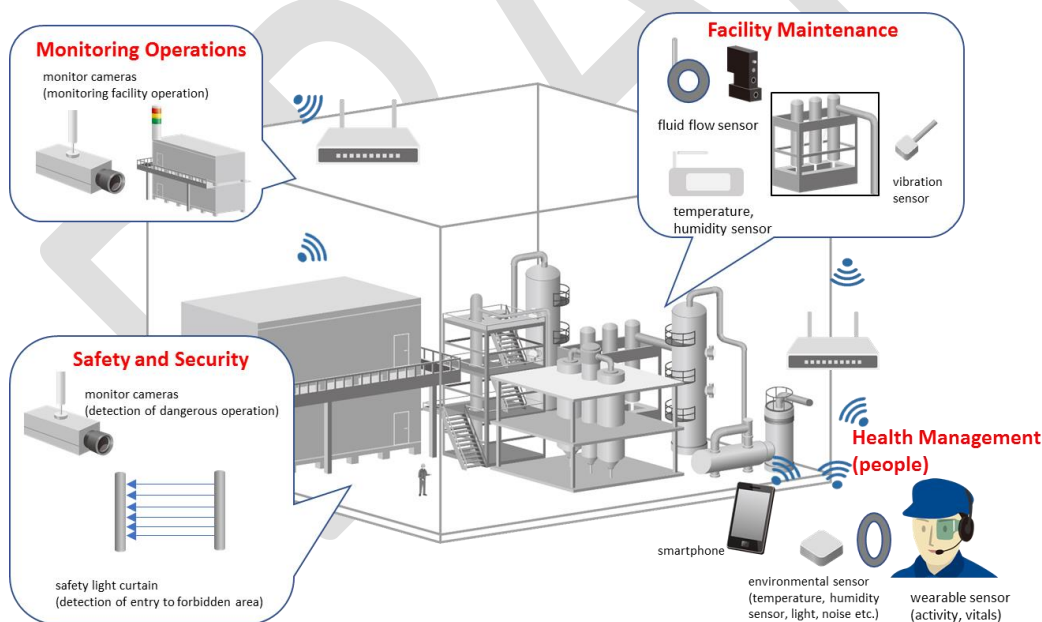 Monitoring Operations
monitor cameras
(monitoring facility operation)
Facility Maintenance
fluid flow sensor
temperature,
humidity sensor
vibration
sensor
Safety and Security
monitor cameras
(detection of dangerous operation)
safety light curtain
(detection of entry to forbidden area)
Health Management
(people)
smartphone
environmental sensor
(temperature, humidity
sensor, light, noise etc.)
wearable sensor
(activity, vitals)